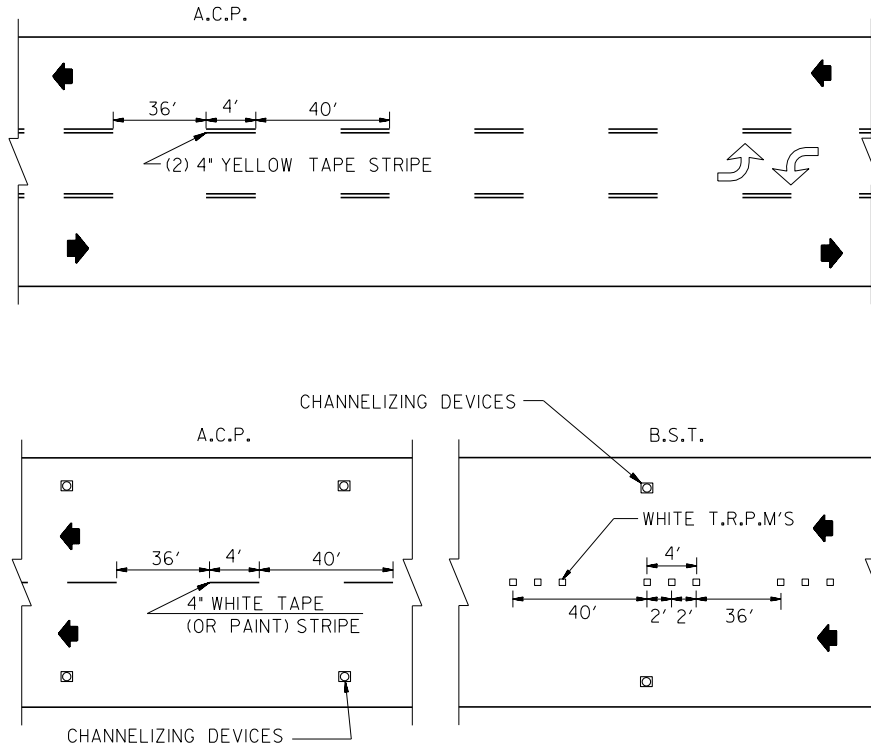 A.C.P.
36' 4' 40'
(2) 4" YELLOW TAPE STRIPE
CHANNELIZING DEVICES
A.C.P.
36' 4' 40'
4" WHITE TAPE
(OR PAINT) STRIPE
CHANNELIZING DEVICES
B.S.T.
WHITE T.R.P.M'S
4'
40' 2' 2' 36'